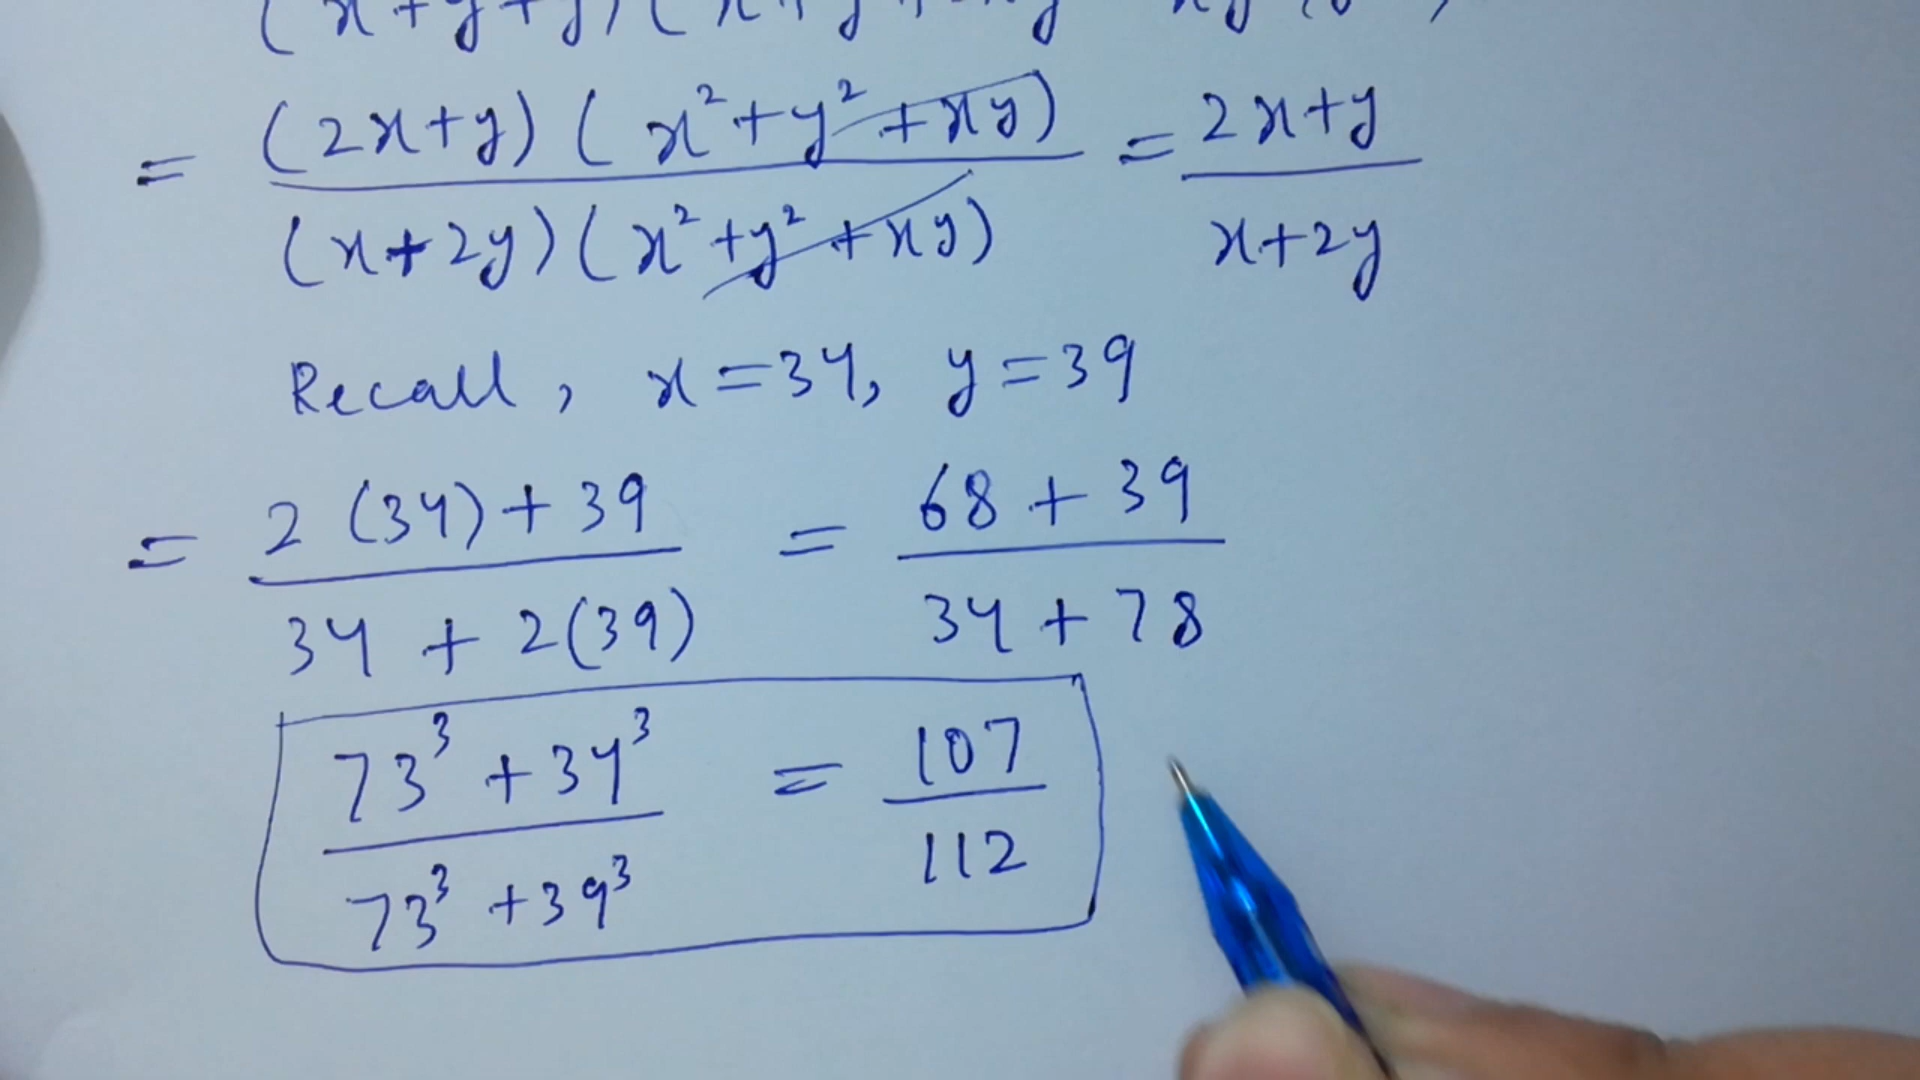 (x+y+y)(
= (2x+y)(x²+y²+xy) / (x+2y)(x²+y²+xy) = 2x+y / x+2y
Recall, x=34, y=39
= 2(34)+39 / 34+2(39) = 68+39 / 34+78
73³+34³ / 73³+39³ = 107 / 112